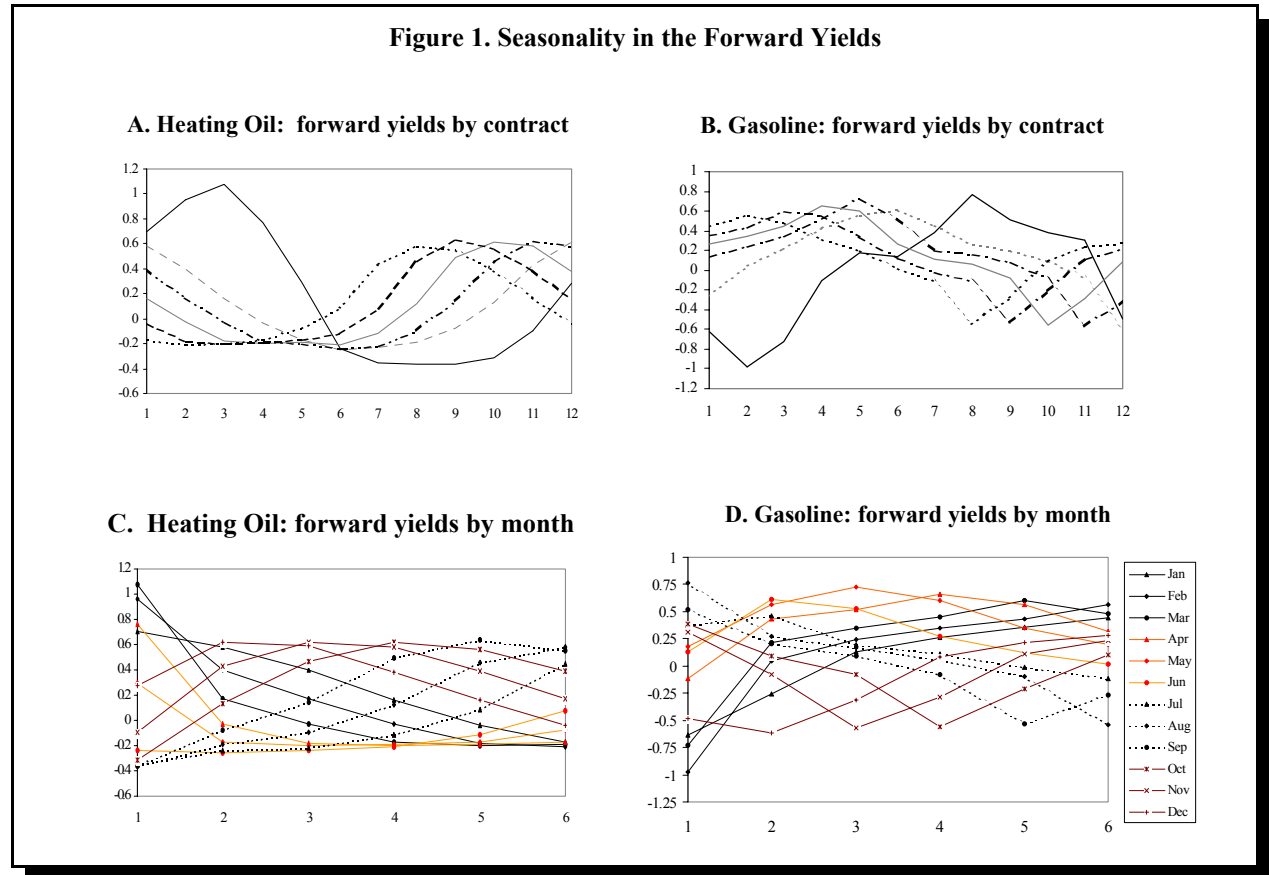 Figure 1. Seasonality in the Forward Yields
A. Heating Oil: forward yields by contract
1.2
1
0.8
0.6
0.4
0.2
0
-0.2
-0.4
-0.6
1 2 3 4 5 6 7 8 9 10 11 12
B. Gasoline: forward yields by contract
1
0.8
0.6
0.4
0.2
0
-0.2
-0.4
-0.6
-0.8
-1
-1.2
1 2 3 4 5 6 7 8 9 10 11 12
C. Heating Oil: forward yields by month
1.2
1
0.8
0.6
0.4
0.2
0
-0.2
-0.4
-0.6
1 2 3 4 5 6
D. Gasoline: forward yields by month
1
0.75
0.5
0.25
0
-0.25
-0.5
-0.75
-1
-1.25
1 2 3 4 5 6
Jan
Feb
Mar
Apr
May
Jun
Jul
Aug
Sep
Oct
Nov
Dec